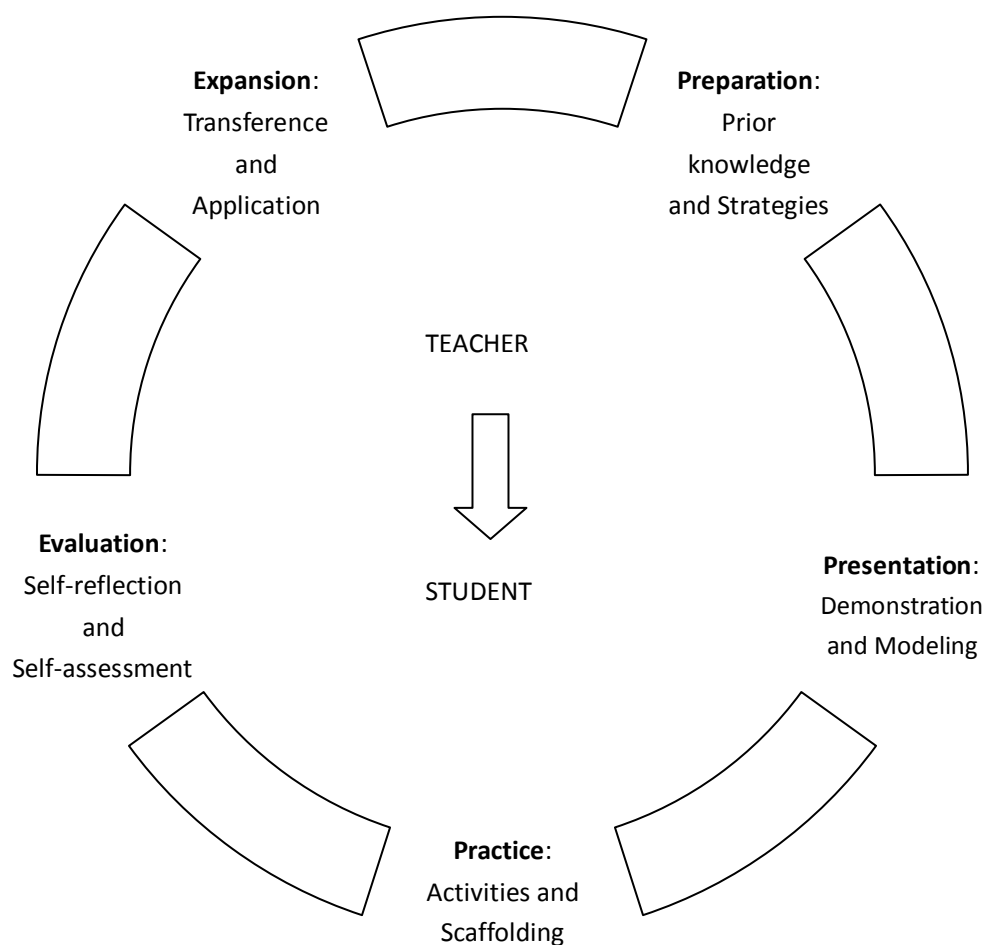 Expansion:
Transference
and
Application
Preparation:
Prior
knowledge
and Strategies
TEACHER
STUDENT
Evaluation:
Self-reflection
and
Self-assessment
Presentation:
Demonstration
and Modeling
Practice:
Activities and
Scaffolding